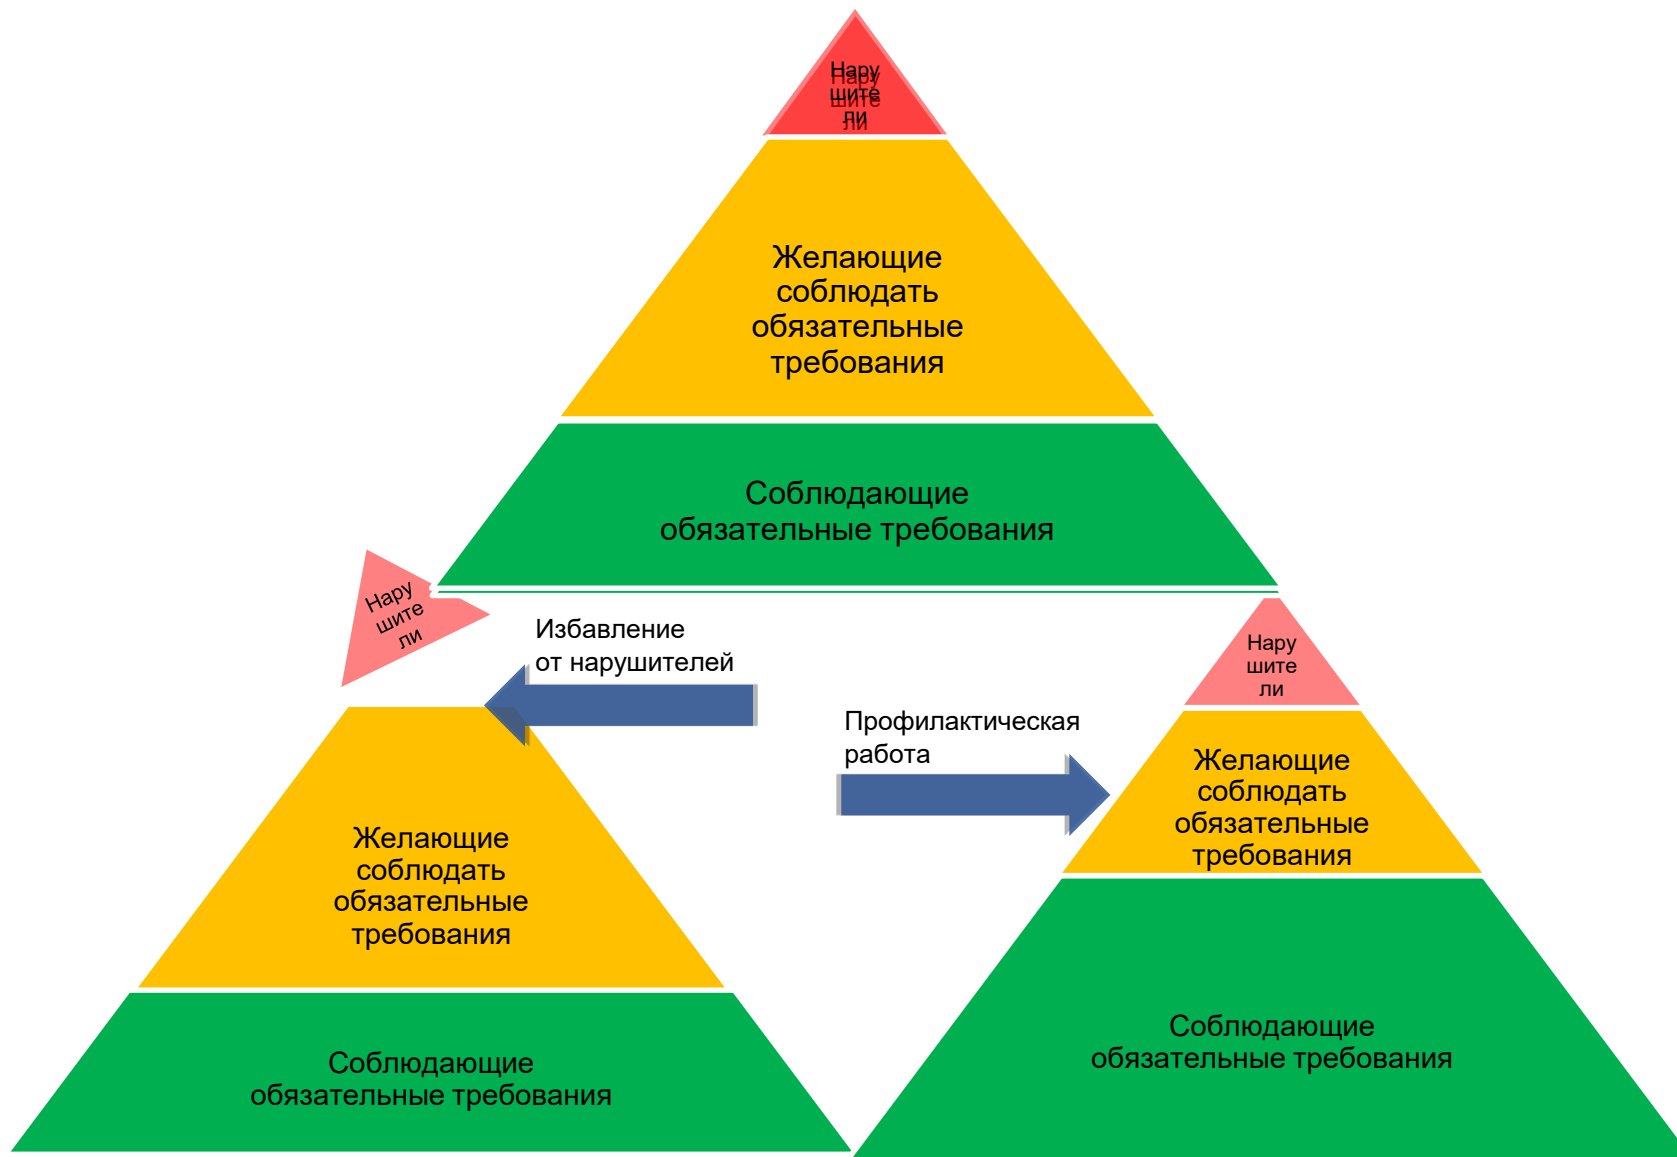 Нару
шите
ли
Желающие
соблюдать
обязательные
требования
Соблюдающие
обязательные требования
Нару
шите
ли
Избавление
от нарушителей
Нару
шите
ли
Профилактическая
работа
Желающие
соблюдать
обязательные
требования
Желающие
соблюдать
обязательные
требования
Соблюдающие
обязательные требования
Соблюдающие
обязательные требования